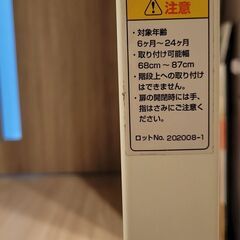 注意
・対象年齢
6ヶ月～24ヶ月
・取り付け可能幅
68cm～87cm
・階段上への取り付け
はできません。
・扉の開閉時には手、
指はさみにご注意く
ださい。
ロットNo. 202008-1